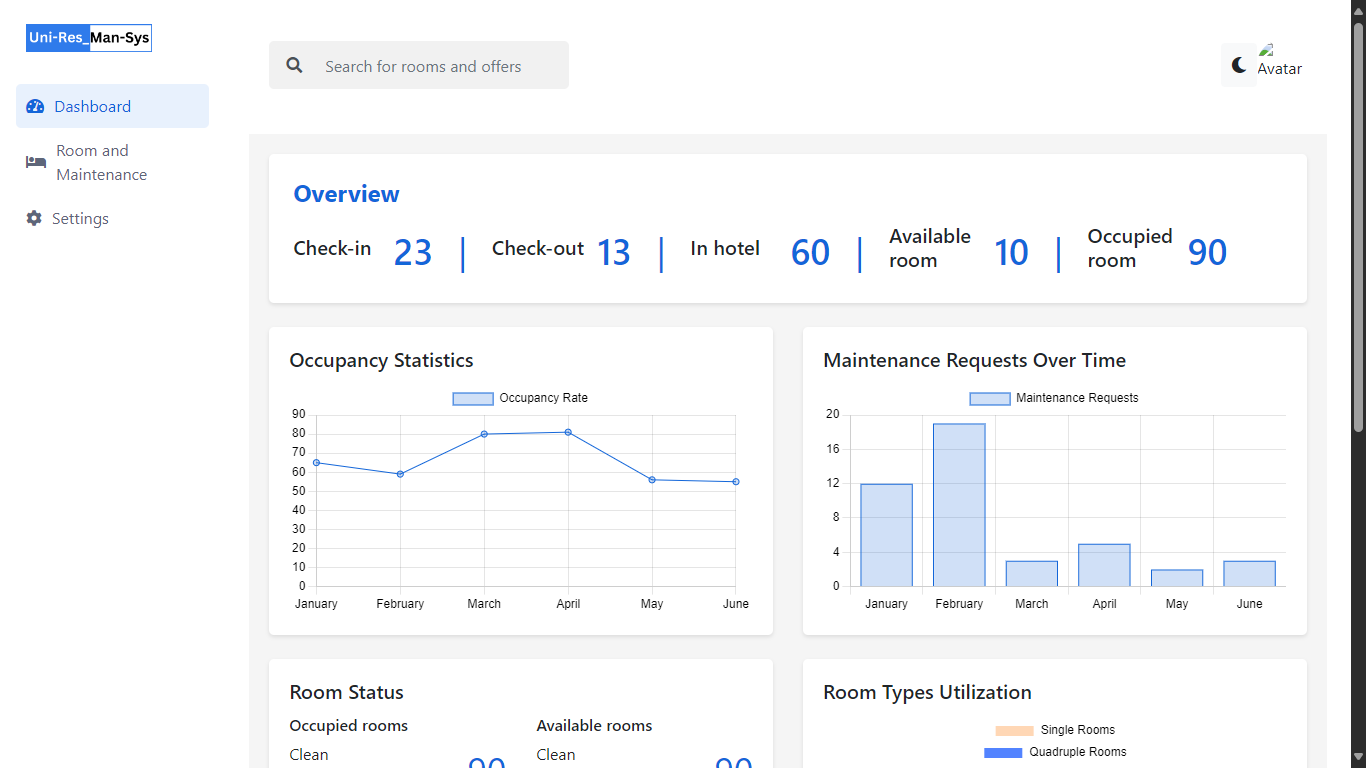 Uni-Res_Man-Sys
Search for rooms and offers
Avatar
Dashboard
Room and
Maintenance
Settings
Overview
Check-in 23 | Check-out 13 | In hotel 60 | Available room 10 | Occupied room 90
Occupancy Statistics
Occupancy Rate
90
80
70
60
50
40
30
20
10
0
January February March April May June
Maintenance Requests Over Time
Maintenance Requests
20
16
12
8
4
0
January February March April May June
Room Status
Occupied rooms
Clean 90
Available rooms
Clean 90
Room Types Utilization
Single Rooms
Quadruple Rooms